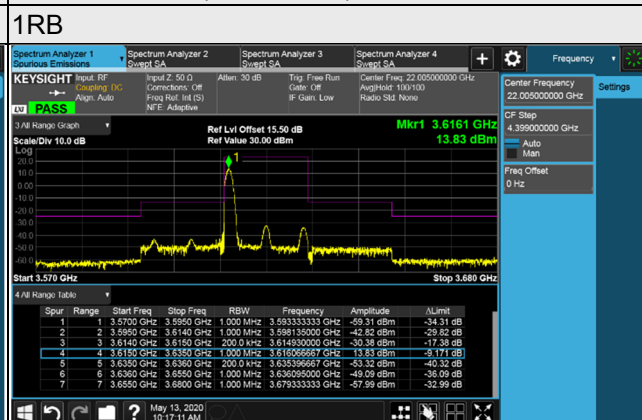 1RB
Spectrum Analyzer 1
Spurious Emissions
Spectrum Analyzer 2
Swept SA
Spectrum Analyzer 3
Swept SA
Spectrum Analyzer 4
Swept SA
+
Frequency
KEYSIGHT
Input: RF
Coupling: DC
Align: Auto
Input Z: 50 Ω
Corrections: Off
Freq Ref: Int (S)
NFE: Adaptive
Atten: 30 dB
Trig: Free Run
Gate: Off
IF Gain: Low
Center Freq: 22.005000000 GHz
Avg|Hold: 100/100
Radio Std: None
LXI PASS
3 All Range Graph
Scale/Div 10.0 dB
Ref Lvl Offset 15.50 dB
Ref Value 30.00 dBm
Mkr1 3.6161 GHz
13.83 dBm
Log
20.0
10.0
0.00
-10.0
-20.0
-30.0
-40.0
-50.0
-60.0
1
Start 3.570 GHz
Stop 3.680 GHz
4 All Range Table
Spur Range Start Freq Stop Freq RBW Frequency Amplitude ΔLimit
1 1 3.5700 GHz 3.5950 GHz 1.000 MHz 3.593333333 GHz -59.31 dBm -34.31 dB
2 2 3.5950 GHz 3.6140 GHz 1.000 MHz 3.598135000 GHz -42.82 dBm -29.82 dB
3 3 3.6140 GHz 3.6150 GHz 200.0 kHz 3.614930000 GHz -30.38 dBm -17.38 dB
4 4 3.6150 GHz 3.6350 GHz 1.000 MHz 3.616066667 GHz 13.83 dBm -9.171 dB
5 5 3.6350 GHz 3.6360 GHz 200.0 kHz 3.635396667 GHz -53.32 dBm -40.32 dB
6 6 3.6360 GHz 3.6550 GHz 1.000 MHz 3.636095000 GHz -49.09 dBm -36.09 dB
7 7 3.6550 GHz 3.6800 GHz 1.000 MHz 3.679333333 GHz -57.99 dBm -32.99 dB
Center Frequency
22.005000000 GHz
Settings
CF Step
4.399000000 GHz
Auto
Man
Freq Offset
0 Hz
?
May 13, 2020
10:17:11 AM